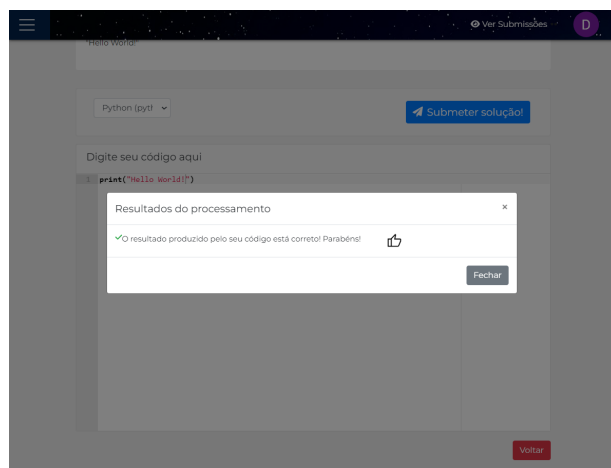 Ver Submissões
D
"Hello World!"
Python (pyt
Submeter solução!
Digite seu código aqui
1 print("Hello World!")
Resultados do processamento
×
O resultado produzido pelo seu código está correto! Parabéns!
Fechar
Voltar